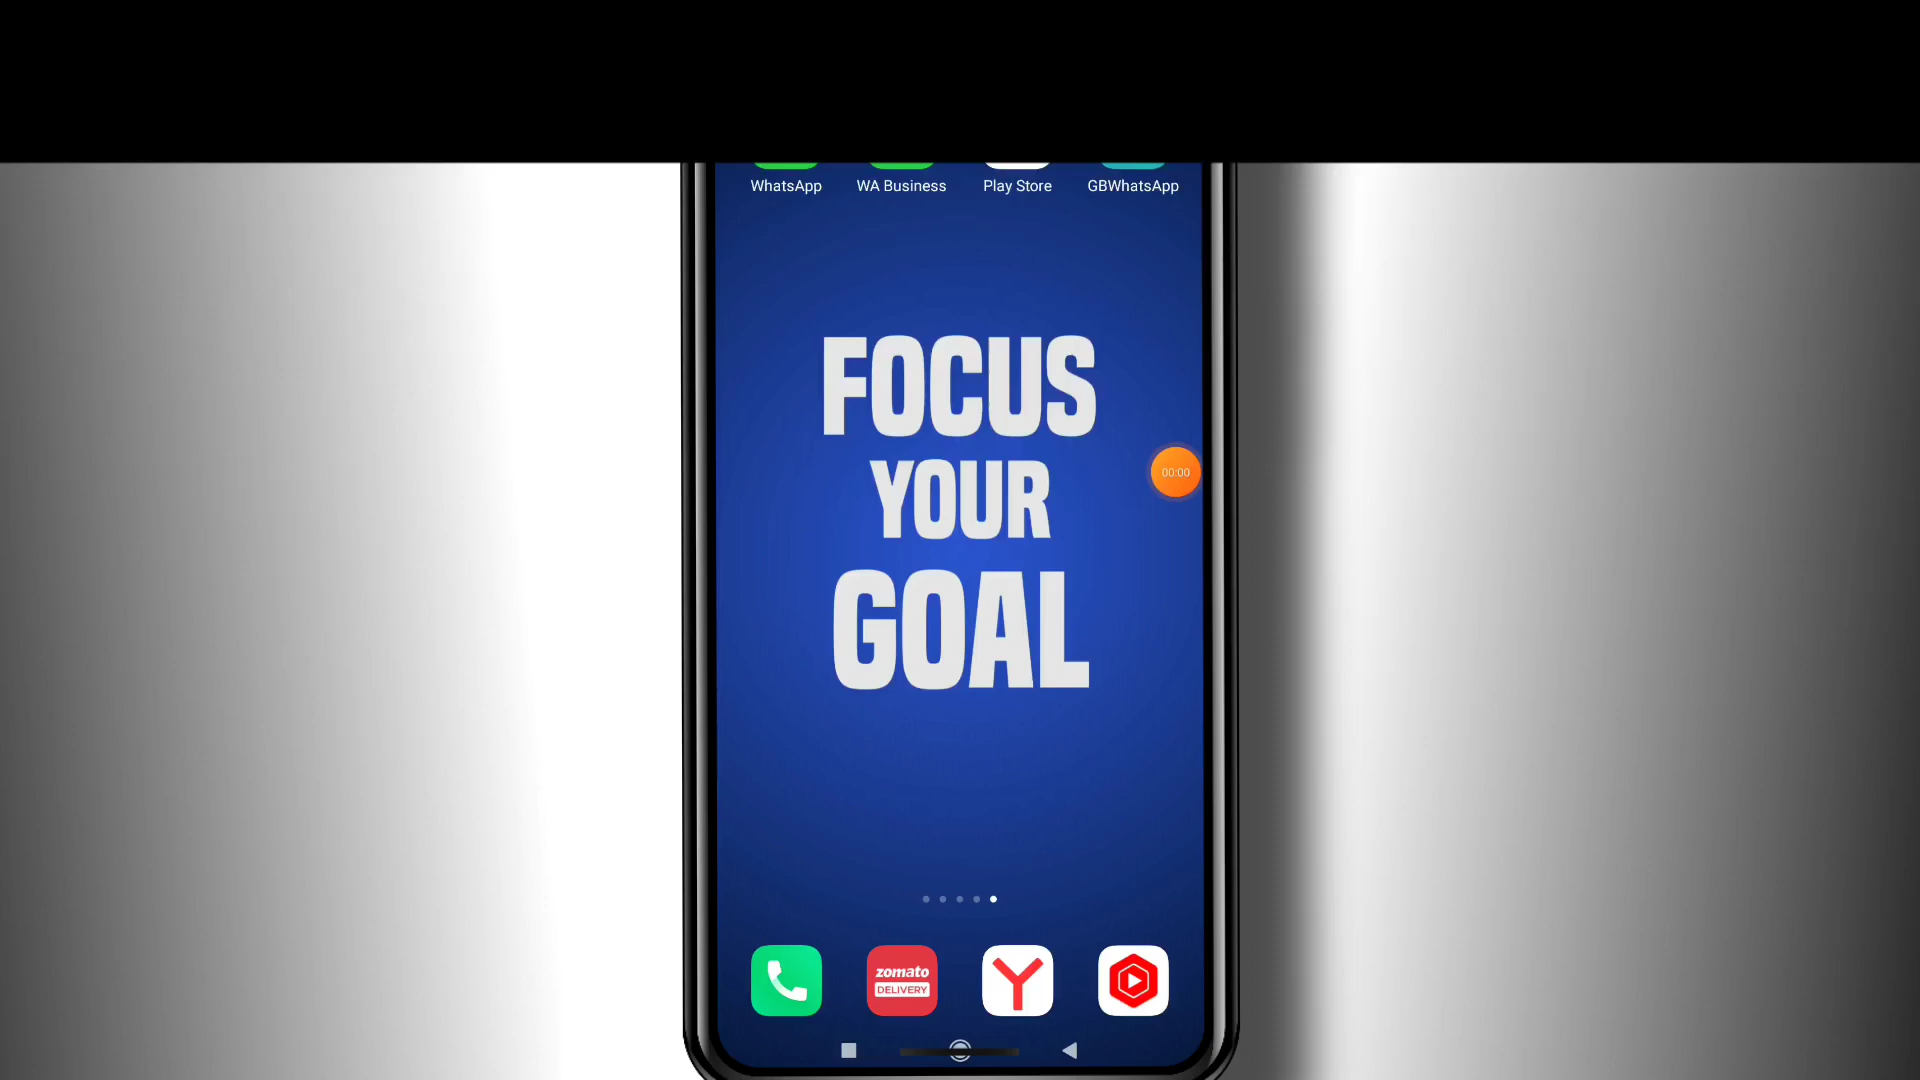 WhatsApp WA Business Play Store GBWhatsApp
FOCUS
YOUR
GOAL
00:00
zomato
DELIVERY